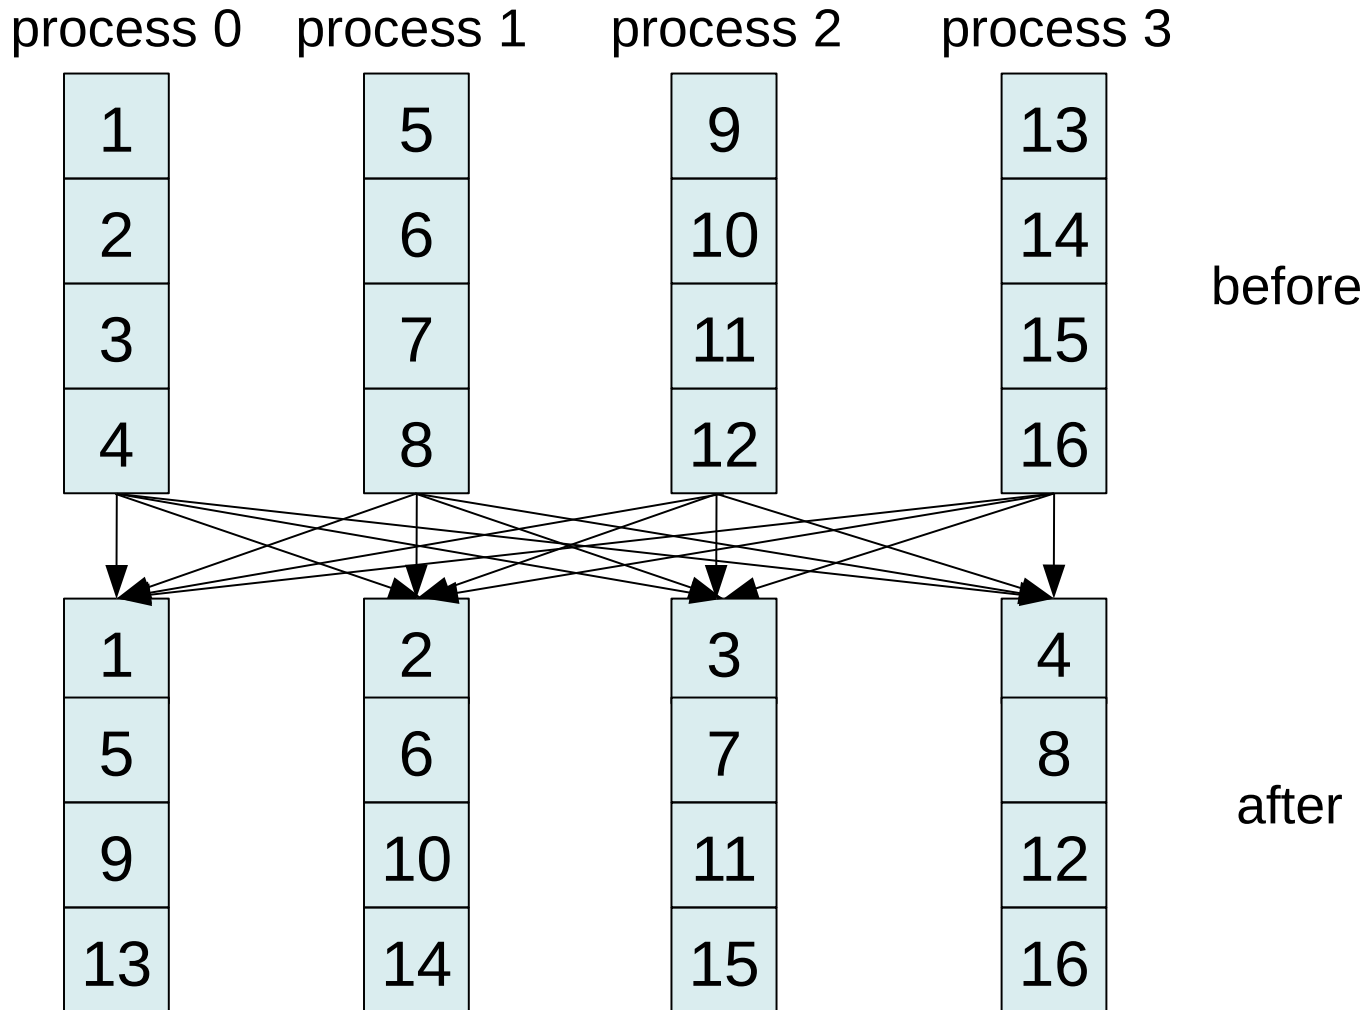 process 0 process 1 process 2 process 3
1 5 9 13
2 6 10 14
before
3 7 11 15
4 8 12 16
1 2 3 4
5 6 7 8
after
9 10 11 12
13 14 15 16